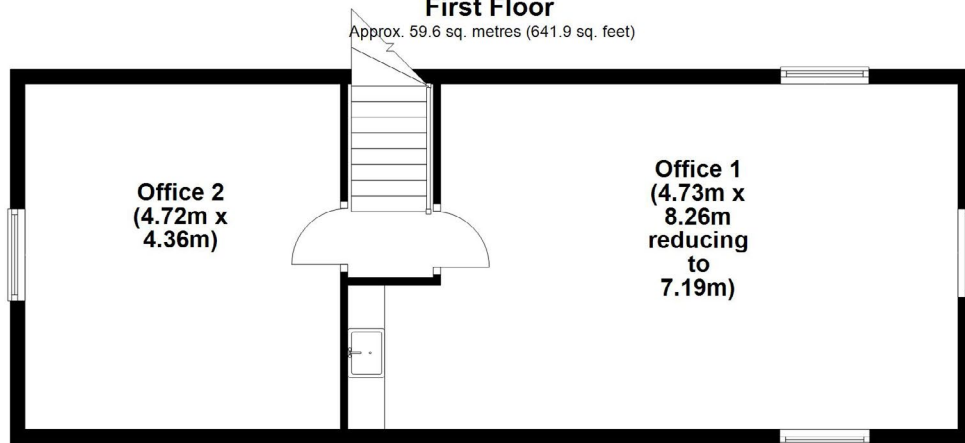 First Floor
Approx. 59.6 sq. metres (641.9 sq. feet)
Office 2
(4.72m x
4.36m)
Office 1
(4.73m x
8.26m
reducing
to
7.19m)